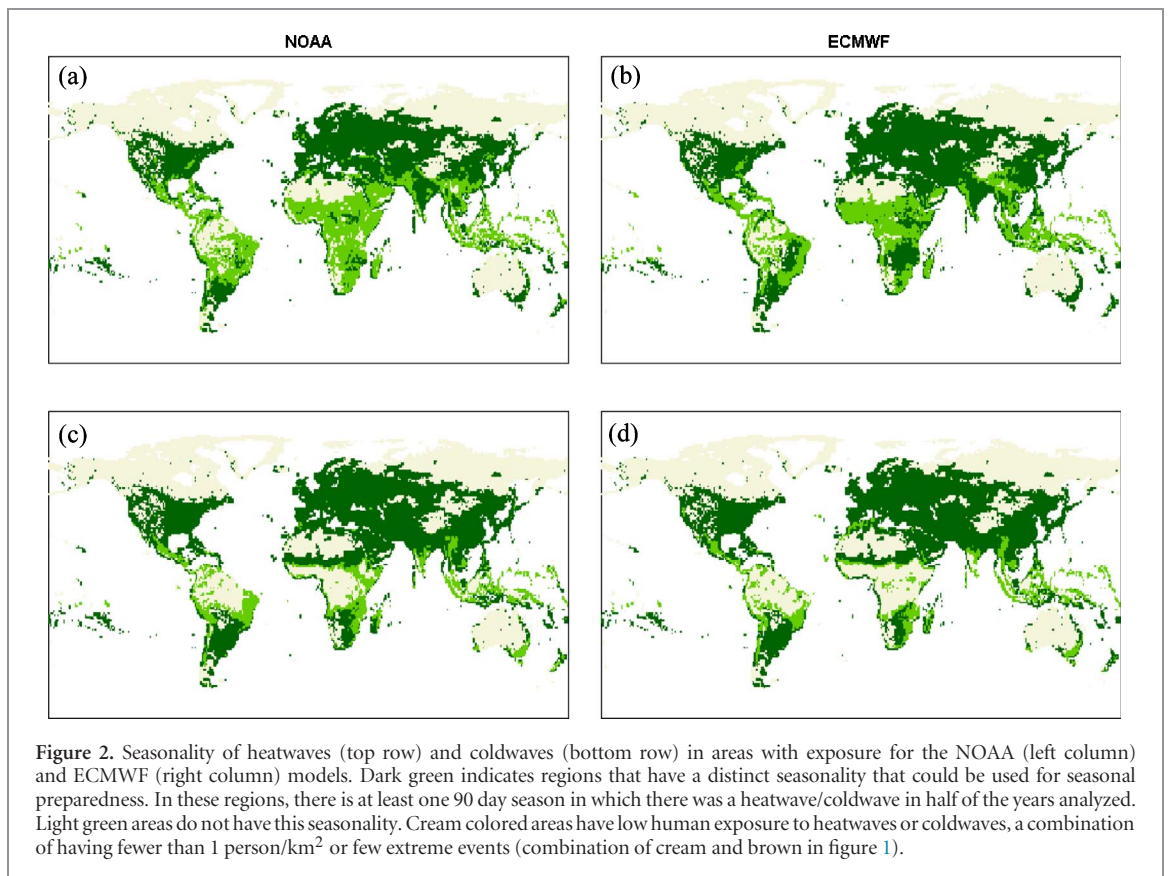 NOAA
ECMWF
(a)
(b)
(c)
(d)
Figure 2. Seasonality of heatwaves (top row) and coldwaves (bottom row) in areas with exposure for the NOAA (left column)
and ECMWF (right column) models. Dark green indicates regions that have a distinct seasonality that could be used for seasonal
preparedness. In these regions, there is at least one 90 day season in which there was a heatwave/coldwave in half of the years analyzed.
Light green areas do not have this seasonality. Cream colored areas have low human exposure to heatwaves or coldwaves, a combination
of having fewer than 1 person/km² or few extreme events (combination of cream and brown in figure 1).